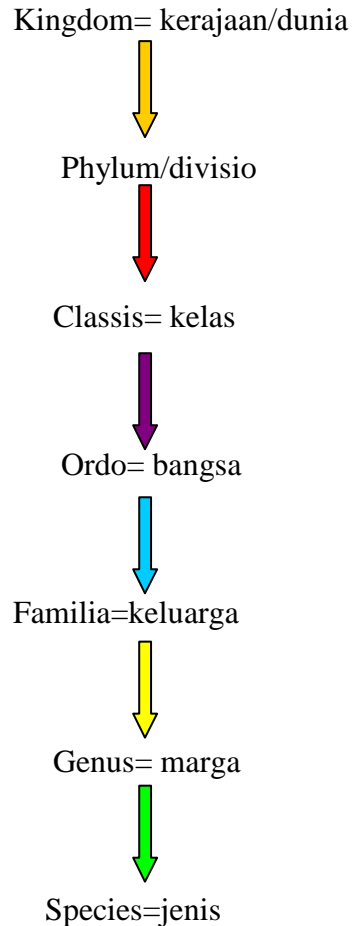 Kingdom= kerajaan/dunia
Phylum/divisio
Classis= kelas
Ordo= bangsa
Familia=keluarga
Genus= marga
Species=jenis